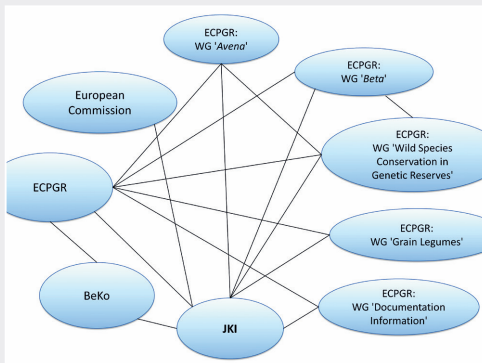 ECPGR:
WG 'Avena'
ECPGR:
WG 'Beta'
European
Commission
ECPGR:
WG 'Wild Species
Conservation in
Genetic Reserves'
ECPGR
ECPGR:
WG 'Grain Legumes'
BeKo
ECPGR:
WG 'Documentation
Information'
JKI